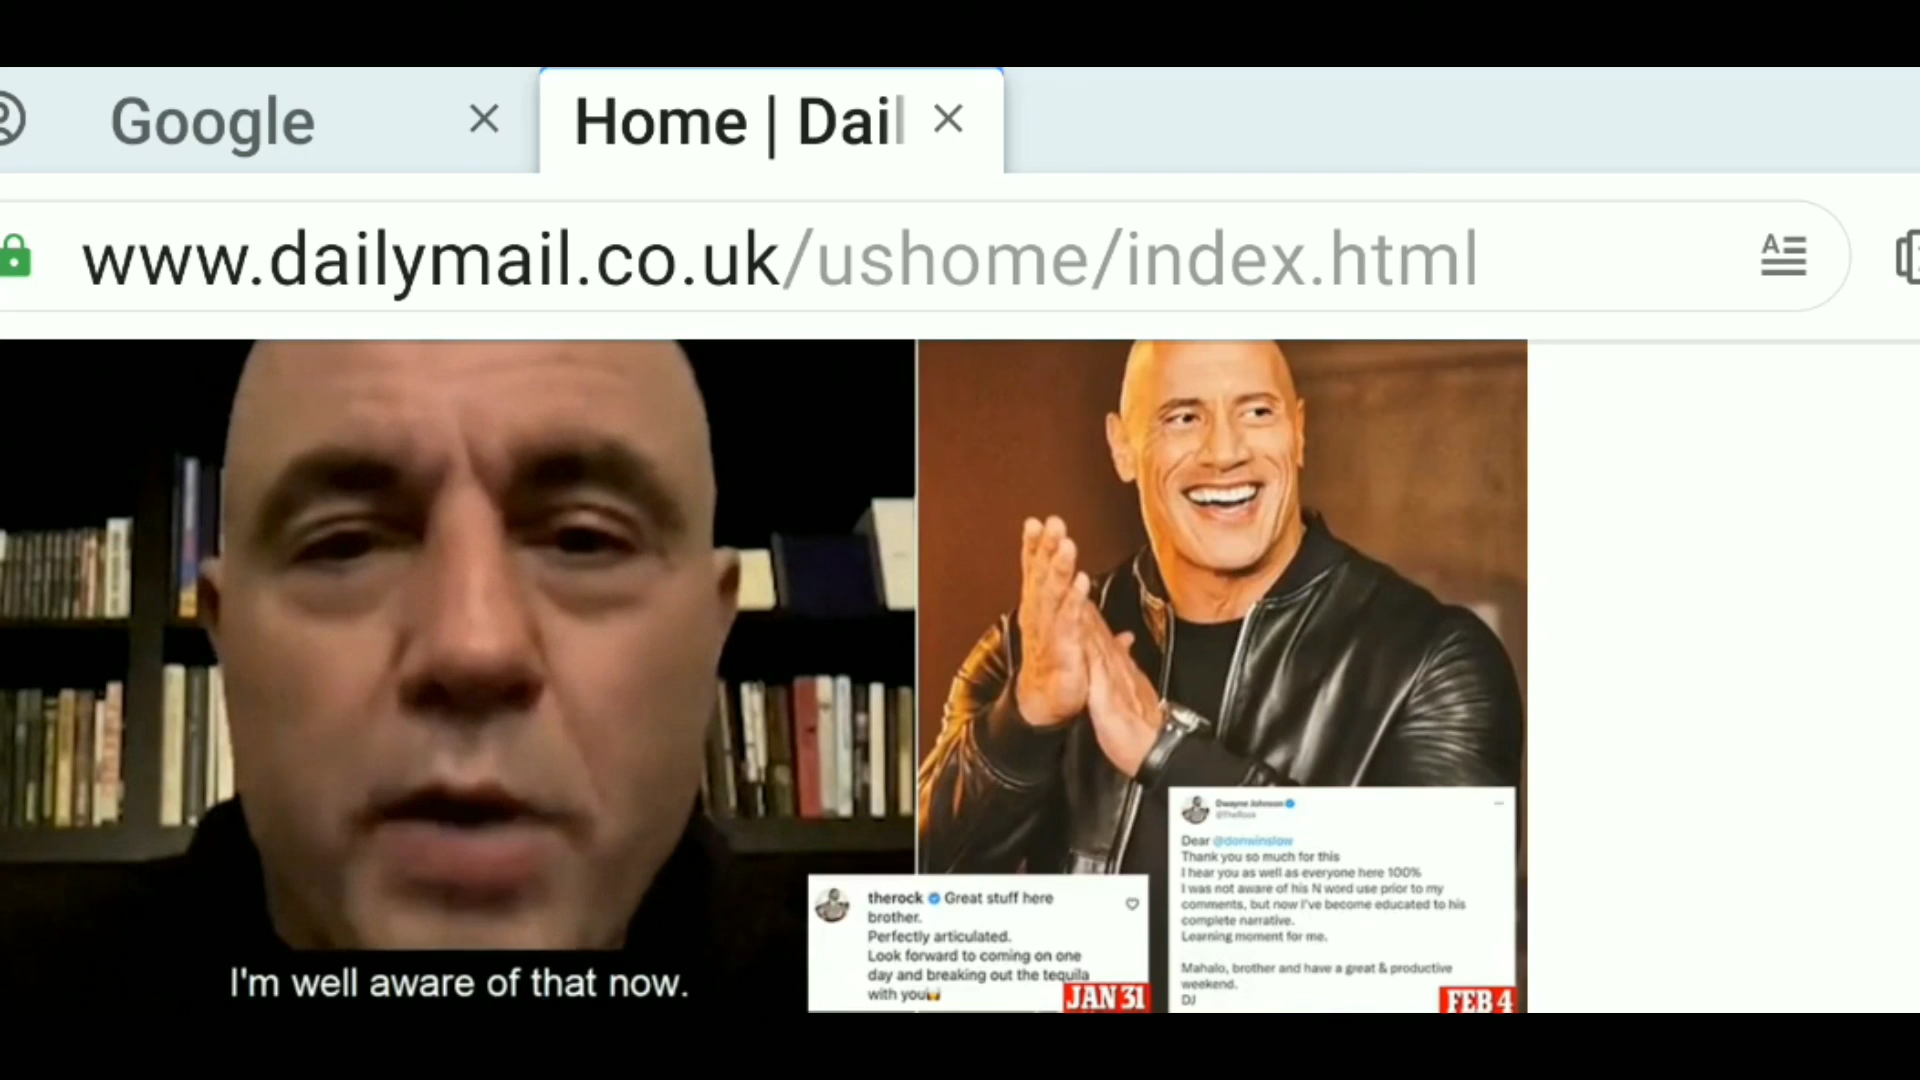 Google
Home | Dail
www.dailymail.co.uk/ushome/index.html
I'm well aware of that now.
therock Great stuff here
brother.
Perfectly articulated.
Look forward to coming on one
day and breaking out the tequila
with you
JAN 31
Dwayne Johnson
@TheRock
Dear @donwinslow
Thank you so much for this
I hear you as well as everyone here 100%
I was not aware of his N word use prior to my
comments, but now I've become educated to his
complete narrative.
Learning moment for me.
Mahalo, brother and have a great & productive
weekend.
DJ
FEB 4